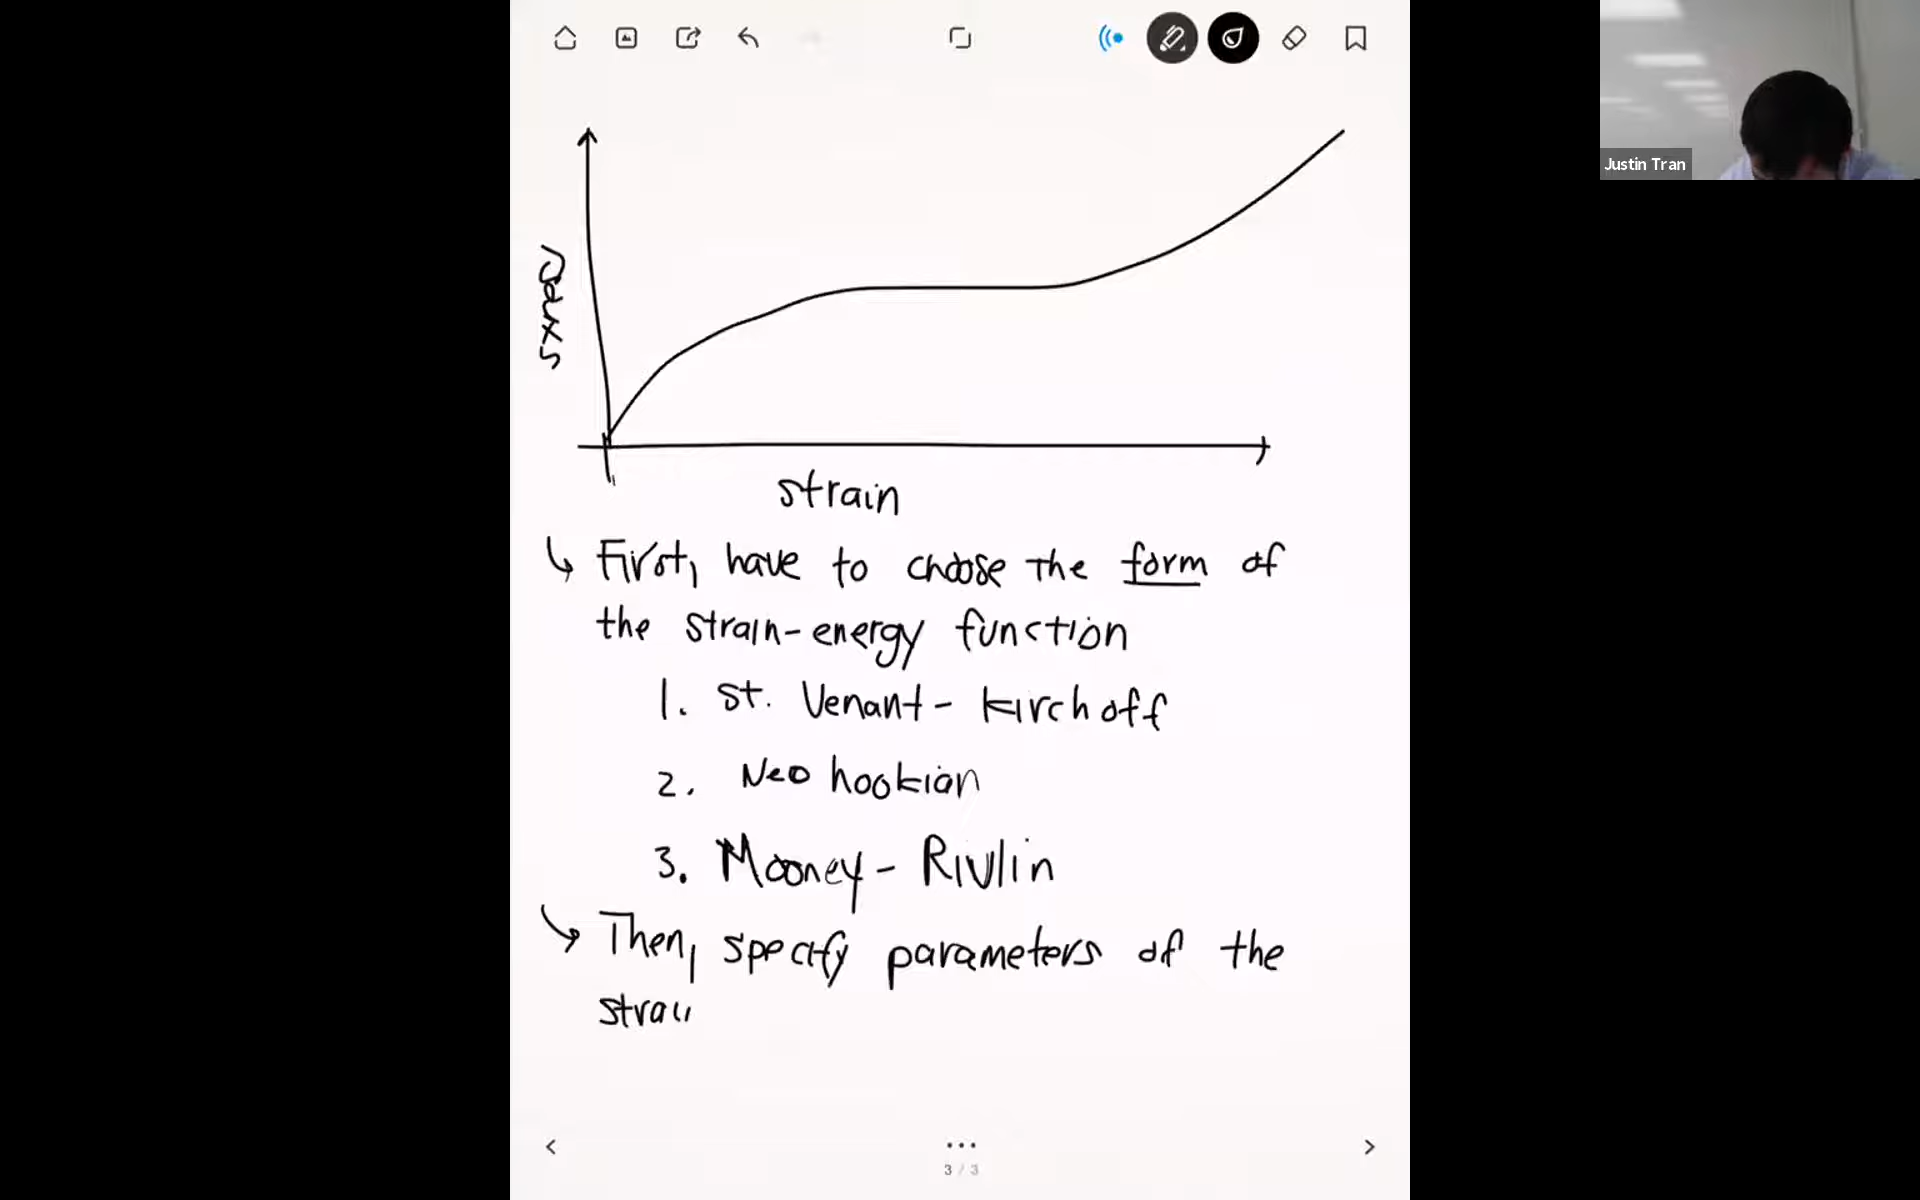 Justin Tran
stress
strain
First, have to choose the form of
the strain-energy function
1. St. Venant - Kirchoff
2. Neo hookian
3. Mooney - Rivlin
Then, specify parameters of the
strai
3 / 3